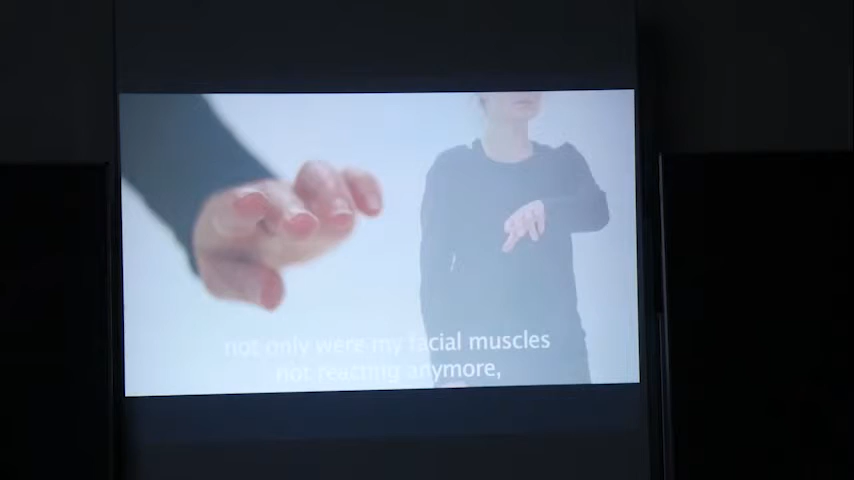 not only were my facial muscles
not reacting anymore,